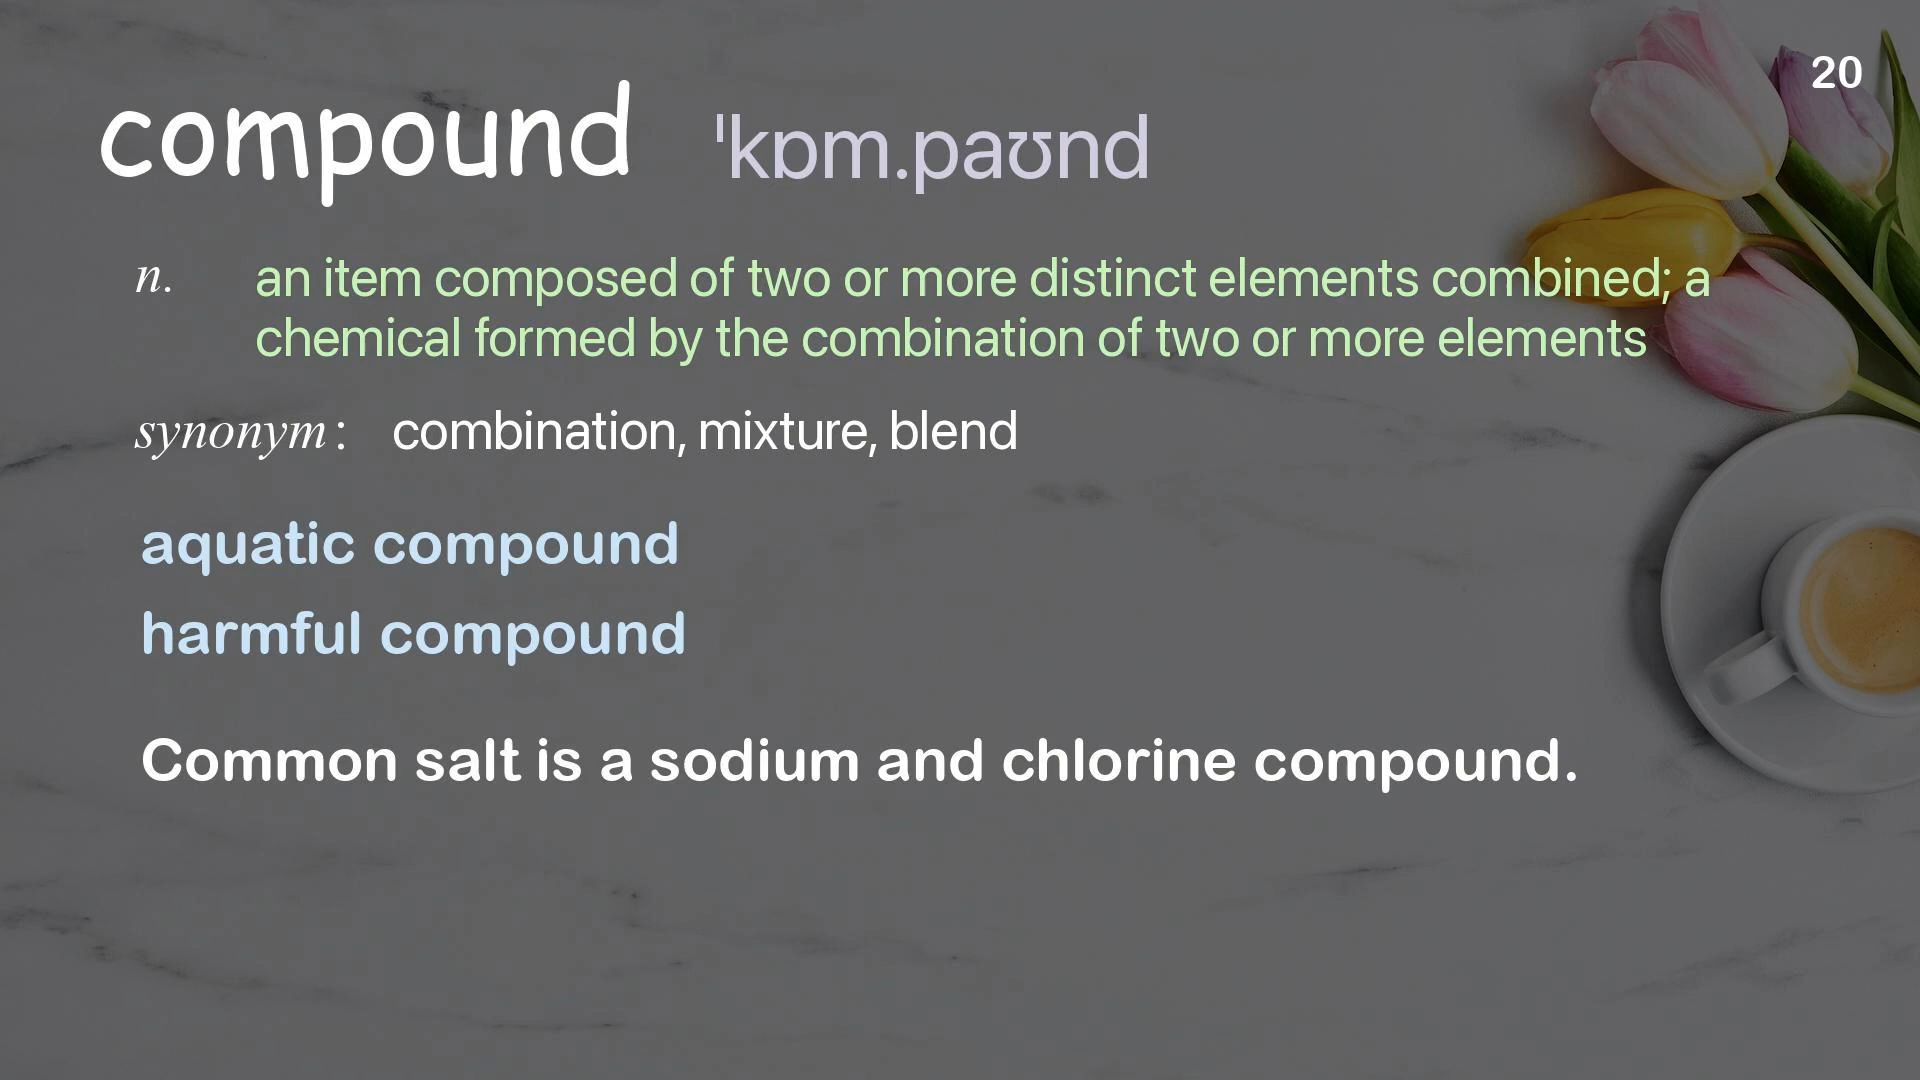 20
compound ˈkɒm.paʊnd
n. an item composed of two or more distinct elements combined; a
chemical formed by the combination of two or more elements
synonym: combination, mixture, blend
aquatic compound
harmful compound
Common salt is a sodium and chlorine compound.